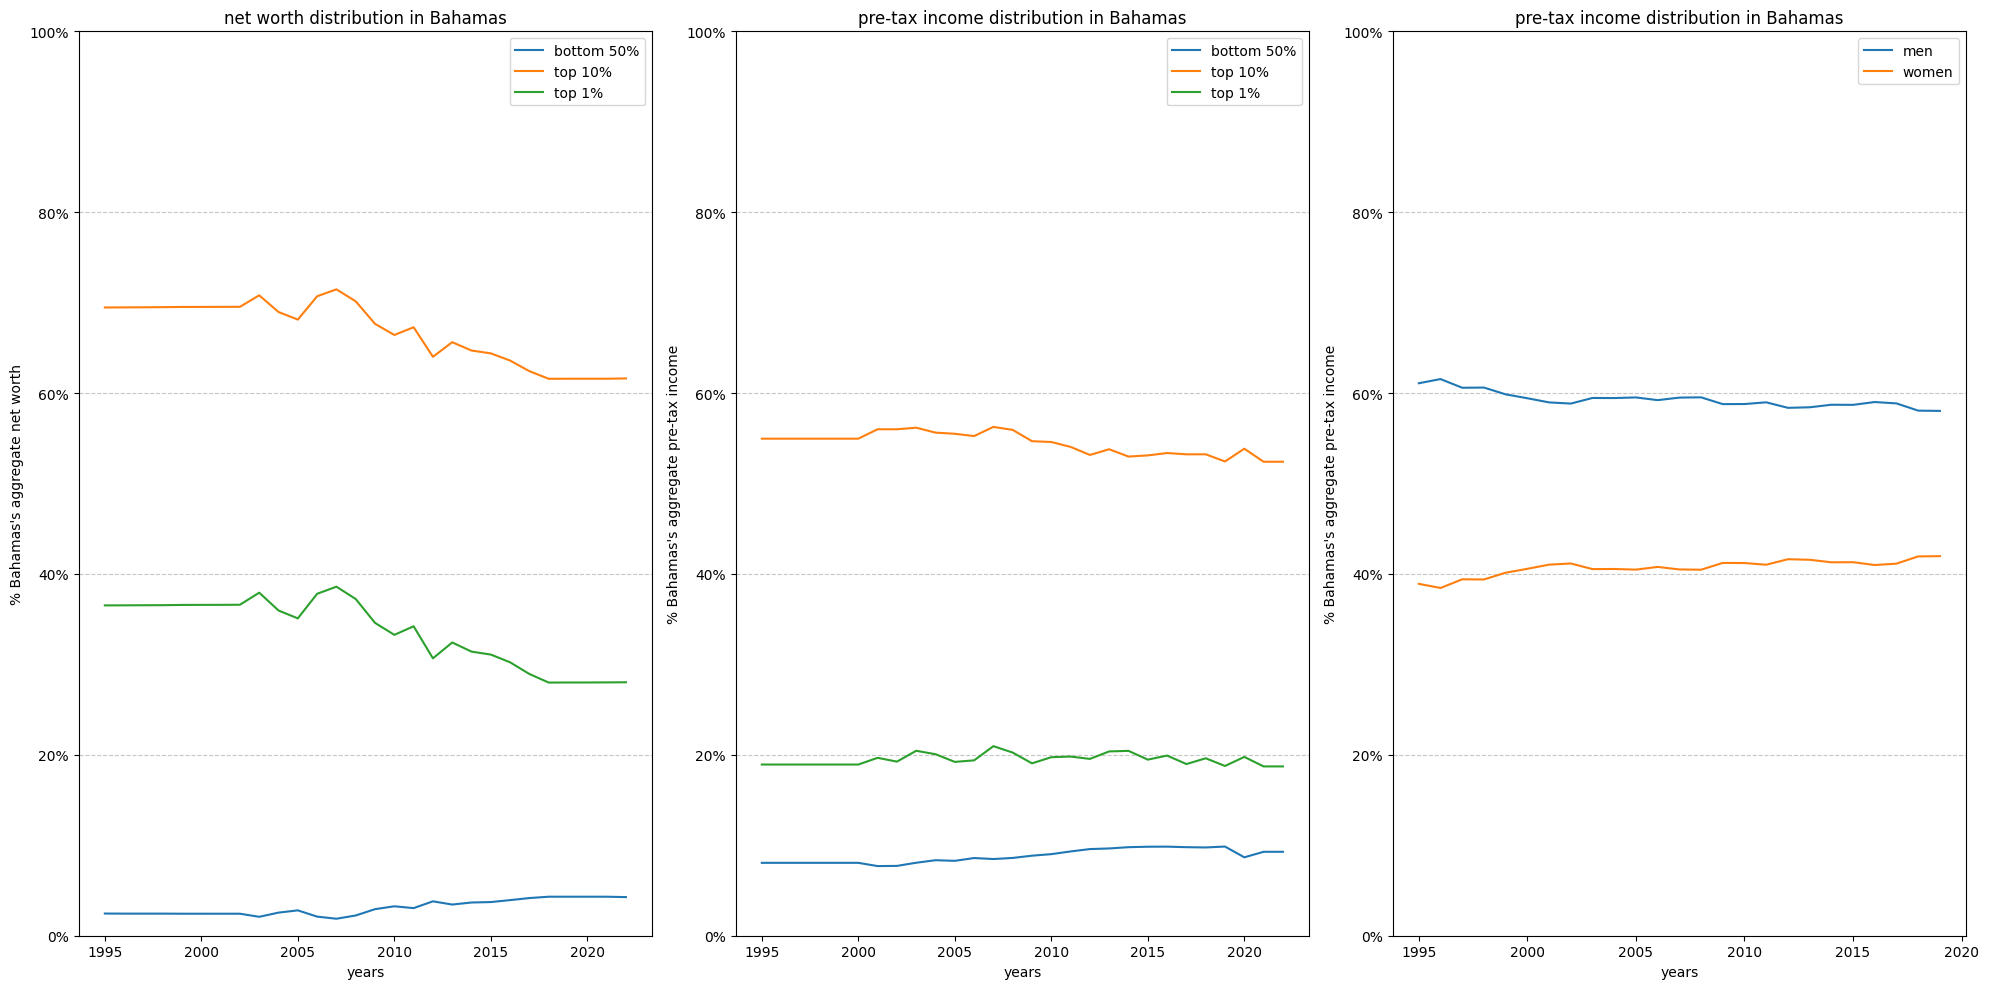 net worth distribution in Bahamas
100%
80%
60%
40%
20%
0%
% Bahamas's aggregate net worth
bottom 50%
top 10%
top 1%
1995 2000 2005 2010 2015 2020
years
pre-tax income distribution in Bahamas
100%
80%
60%
40%
20%
0%
% Bahamas's aggregate pre-tax income
bottom 50%
top 10%
top 1%
1995 2000 2005 2010 2015 2020
years
pre-tax income distribution in Bahamas
100%
80%
60%
40%
20%
0%
% Bahamas's aggregate pre-tax income
men
women
1995 2000 2005 2010 2015 2020
years